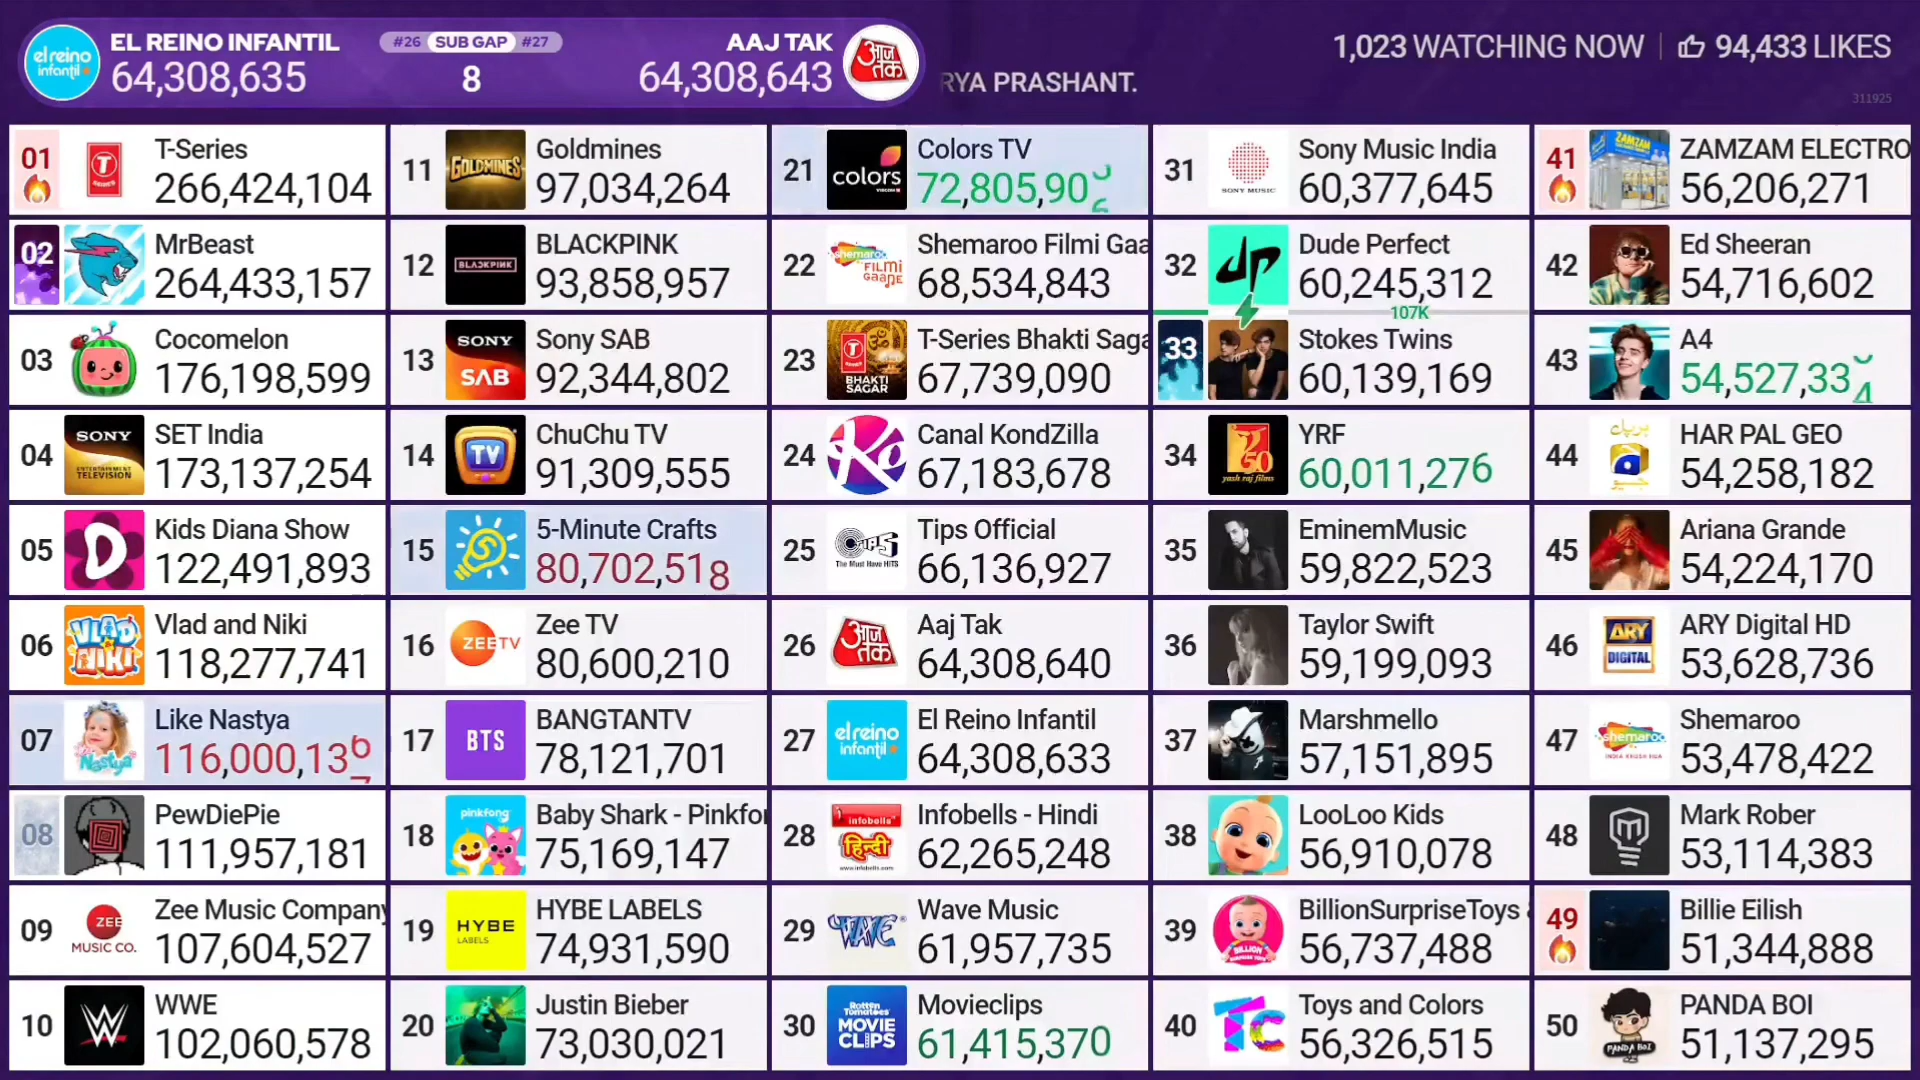 EL REINO INFANTIL
64,308,635
#26 SUB GAP #27
8
AAJ TAK
64,308,643
RYA PRASHANT.
1,023 WATCHING NOW
94,433 LIKES
311925
01 T-Series
266,424,104
02 MrBeast
264,433,157
03 Cocomelon
176,198,599
04 SET India
173,137,254
05 Kids Diana Show
122,491,893
06 Vlad and Niki
118,277,741
07 Like Nastya
116,000,13
08 PewDiePie
111,957,181
09 Zee Music Company
107,604,527
10 WWE
102,060,578
11 Goldmines
97,034,264
12 BLACKPINK
93,858,957
13 Sony SAB
92,344,802
14 ChuChu TV
91,309,555
15 5-Minute Crafts
80,702,518
16 Zee TV
80,600,210
17 BANGTANTV
78,121,701
18 Baby Shark - Pinkfo
75,169,147
19 HYBE LABELS
74,931,590
20 Justin Bieber
73,030,021
21 Colors TV
72,805,90
22 Shemaroo Filmi Gaa
68,534,843
23 T-Series Bhakti Saga
67,739,090
24 Canal KondZilla
67,183,678
25 Tips Official
66,136,927
26 Aaj Tak
64,308,640
27 El Reino Infantil
64,308,633
28 Infobells - Hindi
62,265,248
29 Wave Music
61,957,735
30 Movieclips
61,415,370
31 Sony Music India
60,377,645
32 Dude Perfect
60,245,312
107K
33 Stokes Twins
60,139,169
34 YRF
60,011,276
35 EminemMusic
59,822,523
36 Taylor Swift
59,199,093
37 Marshmello
57,151,895
38 LooLoo Kids
56,910,078
39 BillionSurpriseToys
56,737,488
40 Toys and Colors
56,326,515
41 ZAMZAM ELECTRO
56,206,271
42 Ed Sheeran
54,716,602
43 A4
54,527,33
44 HAR PAL GEO
54,258,182
45 Ariana Grande
54,224,170
46 ARY Digital HD
53,628,736
47 Shemaroo
53,478,422
48 Mark Rober
53,114,383
49 Billie Eilish
51,344,888
50 PANDA BOI
51,137,295